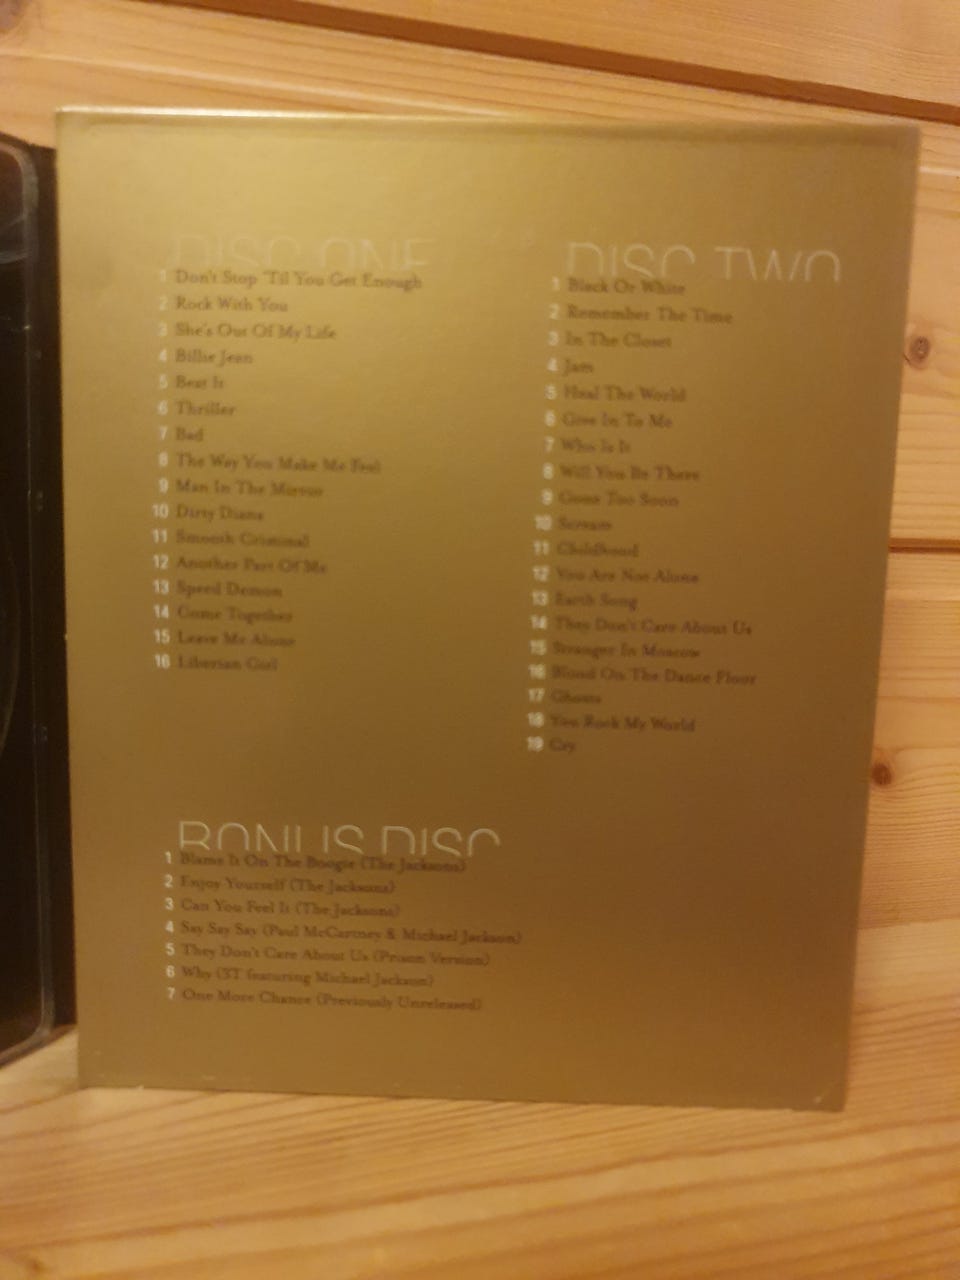 DISC ONE
1 Don't Stop 'Til You Get Enough
2 Rock With You
3 She's Out Of My Life
4 Billie Jean
5 Beat It
6 Thriller
7 Bad
8 The Way You Make Me Feel
9 Man In The Mirror
10 Dirty Diana
11 Smooth Criminal
12 Another Part Of Me
13 Speed Demon
14 Come Together
15 Leave Me Alone
16 Liberian Girl
DISC TWO
1 Black Or White
2 Remember The Time
3 In The Closet
4 Jam
5 Heal The World
6 Give In To Me
7 Who Is It
8 Will You Be There
9 Gone Too Soon
10 Scream
11 Childhood
12 You Are Not Alone
13 Earth Song
14 They Don't Care About Us
15 Stranger In Moscow
16 Blood On The Dance Floor
17 Ghosts
18 You Rock My World
19 Cry
BONUS DISC
1 Blame It On The Boogie (The Jacksons)
2 Enjoy Yourself (The Jacksons)
3 Can You Feel It (The Jacksons)
4 Say Say Say (Paul McCartney & Michael Jackson)
5 They Don't Care About Us (Prison Version)
6 Why (3T featuring Michael Jackson)
7 One More Chance (Previously Unreleased)